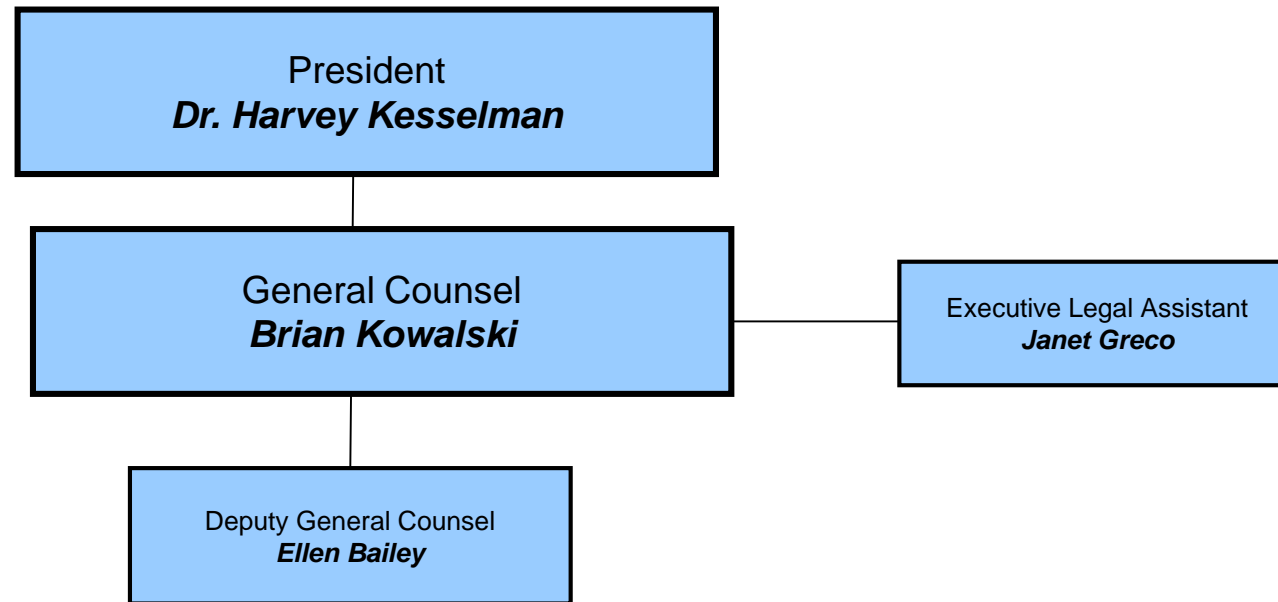 President
Dr. Harvey Kesselman
General Counsel
Brian Kowalski
Executive Legal Assistant
Janet Greco
Deputy General Counsel
Ellen Bailey